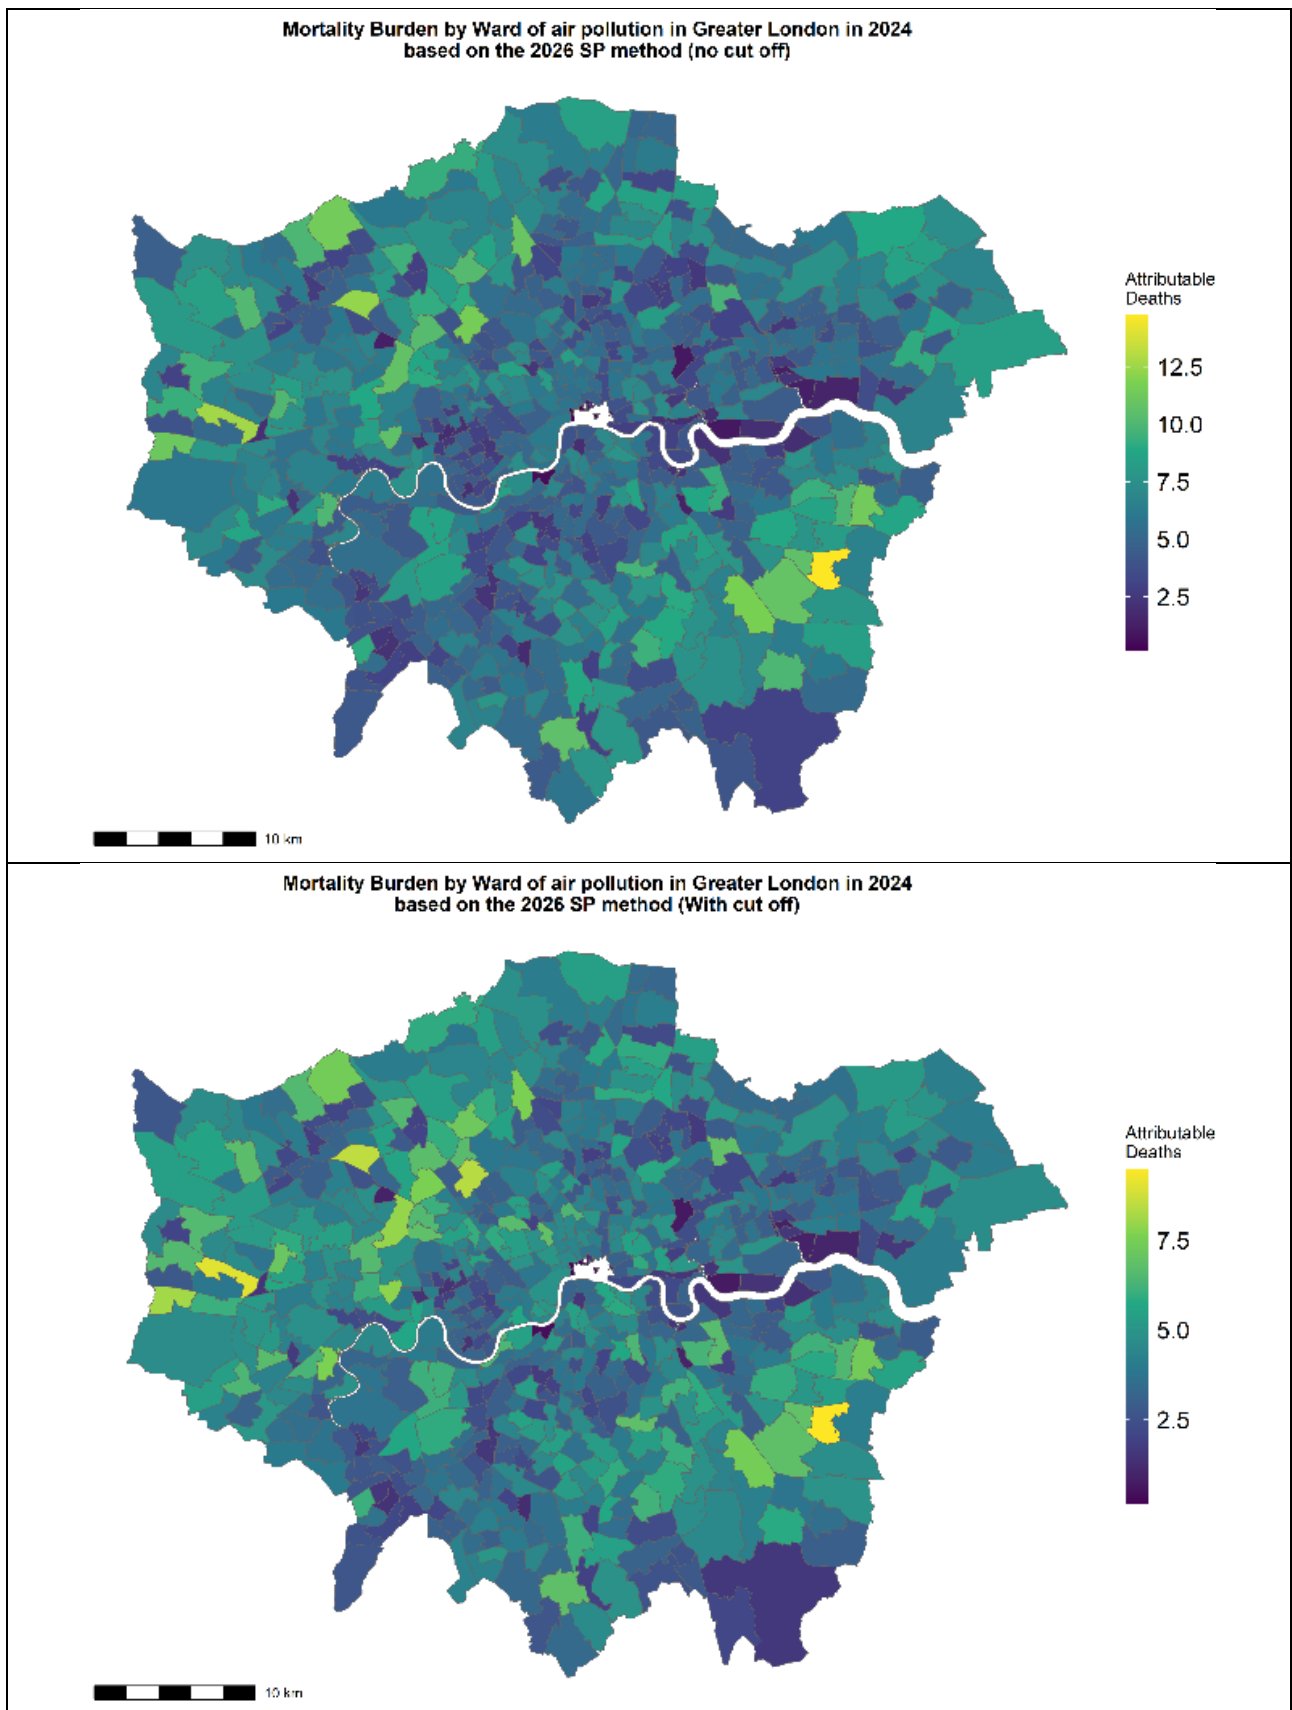 Mortality Burden by Ward of air pollution in Greater London in 2024
based on the 2026 SP method (no cut off)
Attributable
Deaths
12.5
10.0
7.5
5.0
2.5
10 km
Mortality Burden by Ward of air pollution in Greater London in 2024
based on the 2026 SP method (With cut off)
Attributable
Deaths
7.5
5.0
2.5
10 km